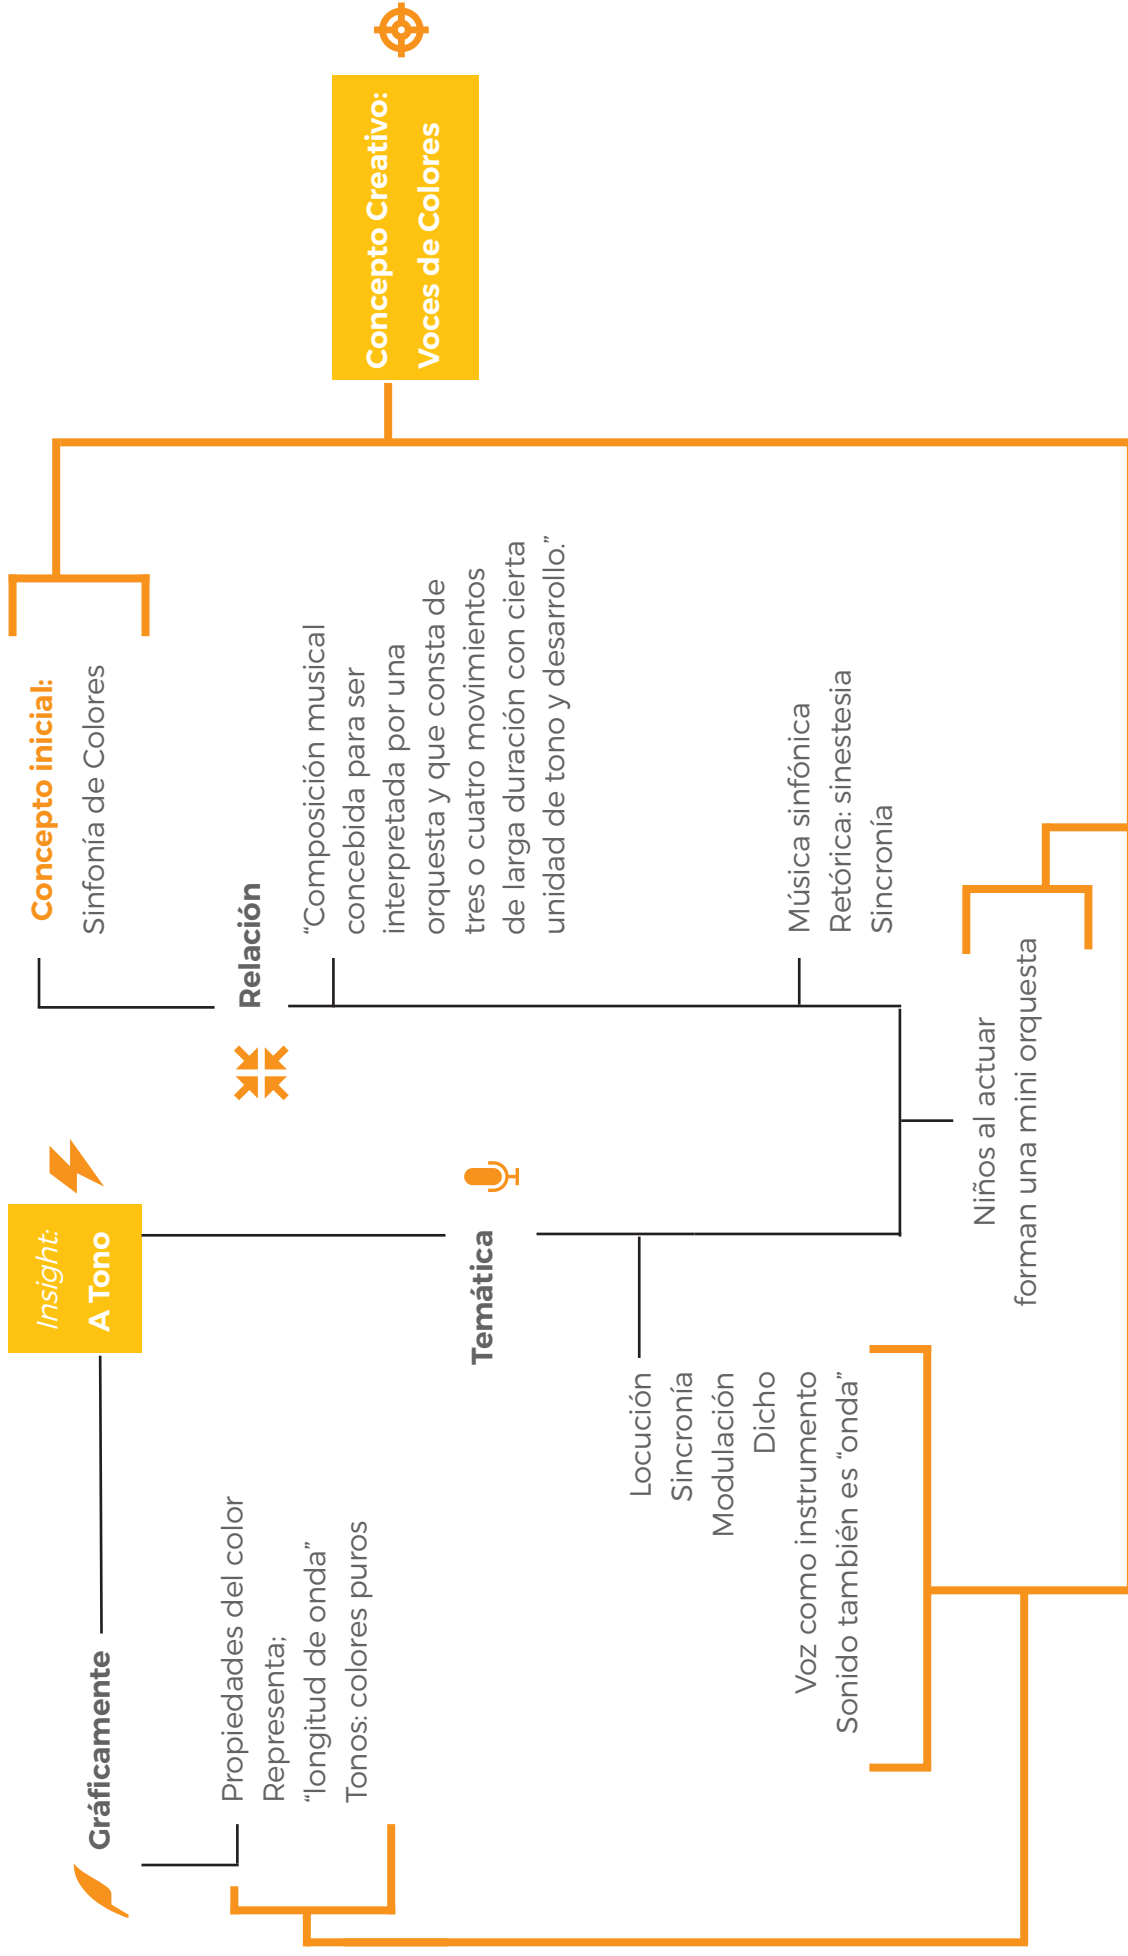 Insight:
A Tono
Gráficamente
Propiedades del color
Representa;
“longitud de onda”
Tonos: colores puros
Temática
Locución
Sincronía
Modulación
Dicho
Voz como instrumento
Sonido también es “onda”
Relación
Concepto inicial:
Sinfonía de Colores
“Composición musical
concebida para ser
interpretada por una
orquesta y que consta de
tres o cuatro movimientos
de larga duración con cierta
unidad de tono y desarrollo.”
Música sinfónica
Retórica: sinestesia
Sincronía
Niños al actuar
forman una mini orquesta
Concepto Creativo:
Voces de Colores